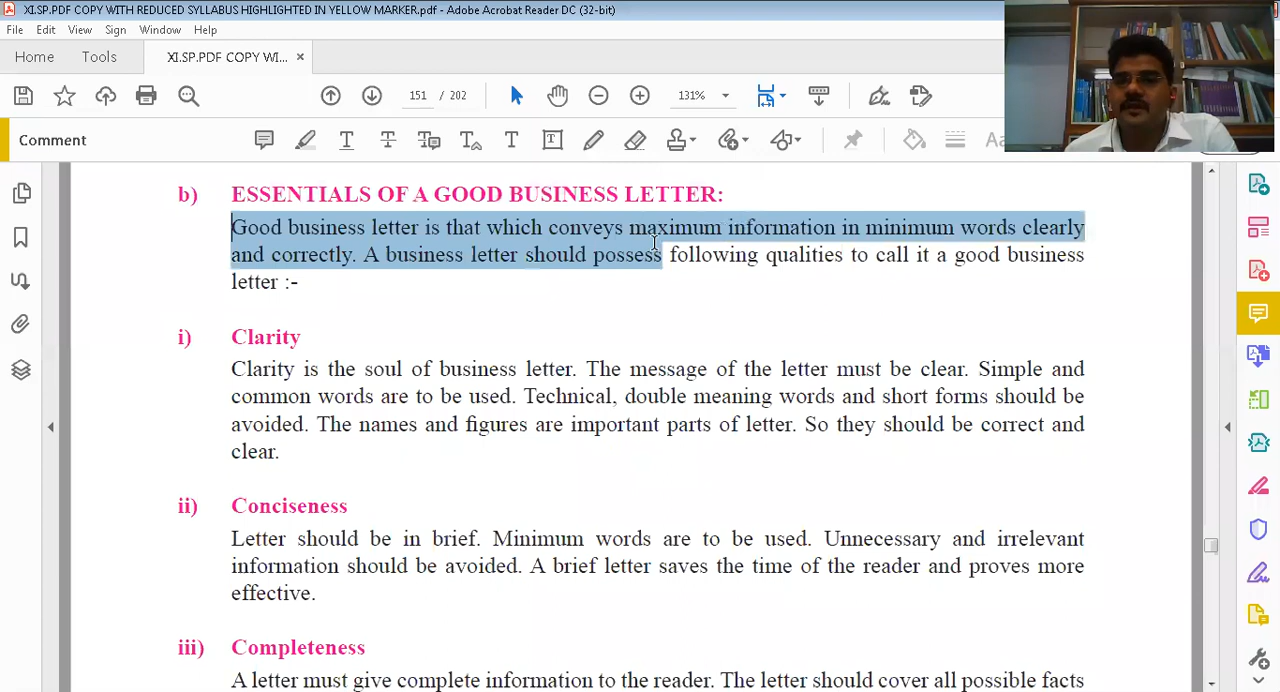 XI.SP.PDF COPY WITH REDUCED SYLLABUS HIGHLIGHTED IN YELLOW MARKER.pdf - Adobe Acrobat Reader DC (32-bit)
File Edit View Sign Window Help
Home Tools XI.SP.PDF COPY WI... ×
151 / 202 131%
Comment
b) ESSENTIALS OF A GOOD BUSINESS LETTER:
Good business letter is that which conveys maximum information in minimum words clearly
and correctly. A business letter should possess following qualities to call it a good business
letter :-
i) Clarity
Clarity is the soul of business letter. The message of the letter must be clear. Simple and
common words are to be used. Technical, double meaning words and short forms should be
avoided. The names and figures are important parts of letter. So they should be correct and
clear.
ii) Conciseness
Letter should be in brief. Minimum words are to be used. Unnecessary and irrelevant
information should be avoided. A brief letter saves the time of the reader and proves more
effective.
iii) Completeness
A letter must give complete information to the reader. The letter should cover all possible facts